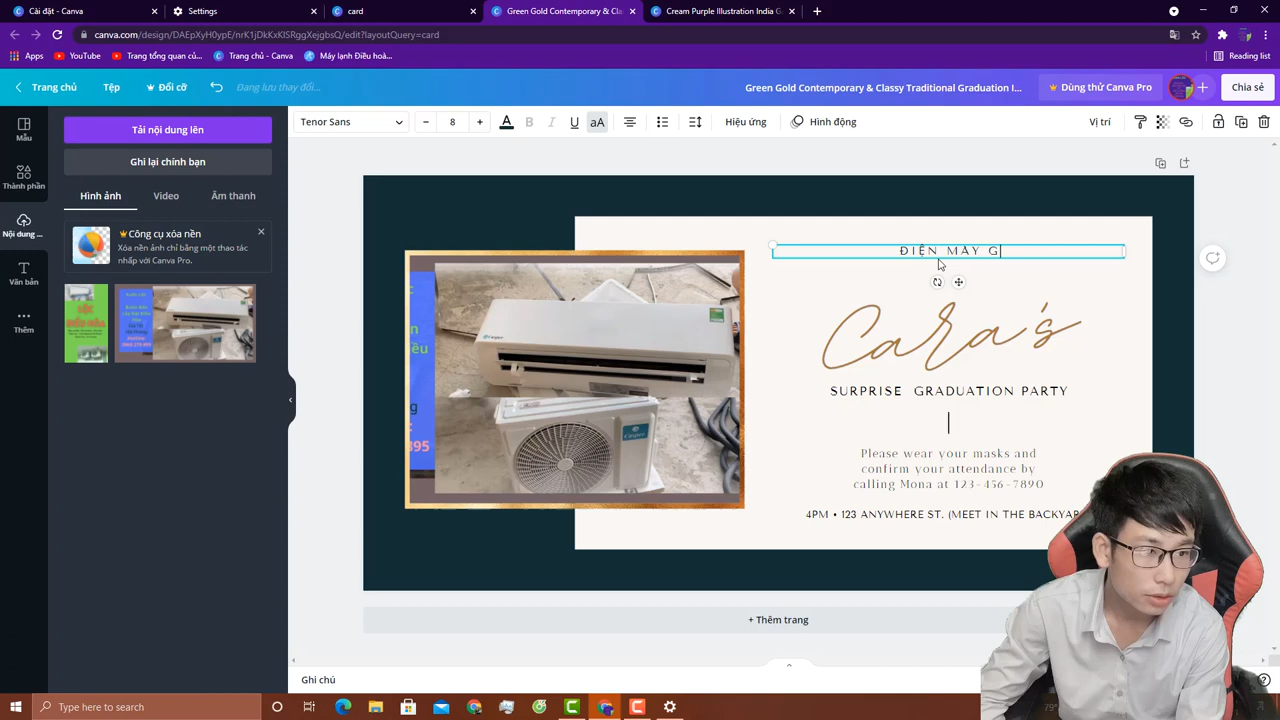 Cài đặt - Canva
Settings
card
Green Gold Contemporary & Cla
Cream Purple Illustration India G
canva.com/design/DAEpXyH0ypE/nrK1jDkKxKISRggXejgbsQ/edit?layoutQuery=card
Apps
YouTube
Trang tổng quan củ...
Trang chủ - Canva
Máy lạnh Điều hoà...
Reading list
Trang chủ
Tệp
Đổi cỡ
Đang lưu thay đổi...
Green Gold Contemporary & Classy Traditional Graduation I...
Dùng thử Canva Pro
Chia sẻ
Tenor Sans
8
A
B
I
U
aA
Hiệu ứng
Hình động
Vị trí
Mẫu
Thành phần
Nội dung ...
Văn bản
Thêm
Tải nội dung lên
Ghi lại chính bạn
Hình ảnh
Video
Âm thanh
Công cụ xóa nền
Xóa nền ảnh chỉ bằng một thao tác
nhấp với Canva Pro.
ĐIỆN MÁY G
Cara's
SURPRISE GRADUATION PARTY
Please wear your masks and
confirm your attendance by
calling Mona at 123-456-7890
4PM • 123 ANYWHERE ST. (MEET IN THE BACKYAR
Casper
895
+ Thêm trang
Ghi chú
Type here to search
79°